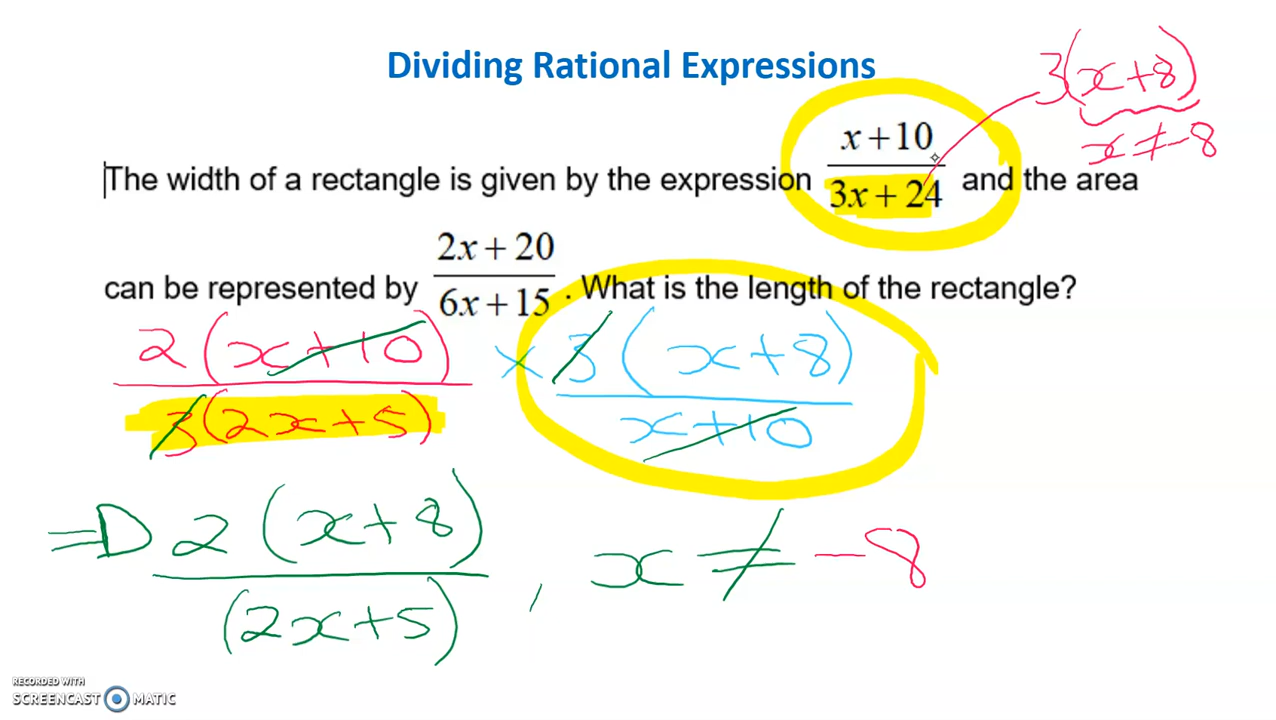 Dividing Rational Expressions
3(x+8)
x≠-8
The width of a rectangle is given by the expression (x+10)/(3x+24) and the area
can be represented by (2x+20)/(6x+15). What is the length of the rectangle?
2(x+10)/3(2x+5) × 3(x+8)/x+10
=D 2(x+8)/(2x+5), x ≠ -8
RECORDED WITH
SCREENCAST MATIC